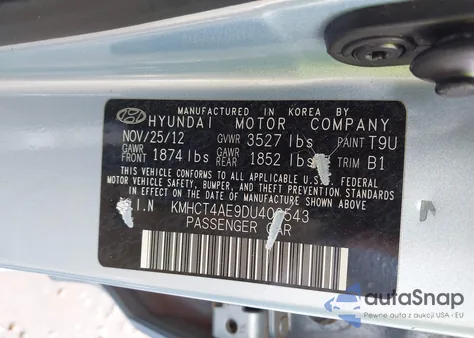 MANUFACTURED IN KOREA BY
HYUNDAI MOTOR COMPANY
NOV/25/12 GVWR 3527 lbs PAINT T9U
GAWR FRONT 1874 lbs GAWR REAR 1852 lbs TRIM B1
THIS VEHICLE CONFORMS TO ALL APPLICABLE U.S. FEDERAL
MOTOR VEHICLE SAFETY, BUMPER, AND THEFT PREVENTION STANDARDS
IN EFFECT ON THE DATE OF MANUFACTURE SHOWN ABOVE.
PASSENGER CAR
autaSnap
Pewne auta z aukcji USA - EU